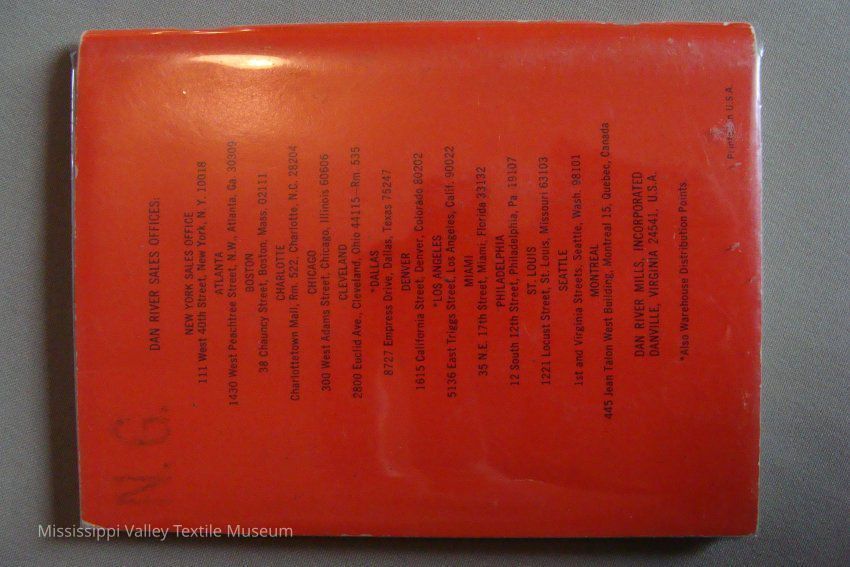 N.G.
DAN RIVER SALES OFFICES:
NEW YORK SALES OFFICE
111 West 40th Street, New York, N.Y. 10018
ATLANTA
1430 West Peachtree Street, N.W., Atlanta, Ga. 30309
BOSTON
38 Chauncy Street, Boston, Mass. 02111
CHARLOTTE
Charlottetown Mall, Rm. 522, Charlotte, N.C. 28204
CHICAGO
300 West Adams Street, Chicago, Illinois 60606
CLEVELAND
2800 Euclid Ave., Cleveland, Ohio 44115—Rm 535
*DALLAS
8727 Empress Drive, Dallas, Texas 75247
DENVER
1615 California Street, Denver, Colorado 80202
*LOS ANGELES
5136 East Triggs Street, Los Angeles, Calif. 90022
MIAMI
35 N.E. 17th Street, Miami, Florida 33132
PHILADELPHIA
12 South 12th Street, Philadelphia, Pa 19107
ST. LOUIS
1221 Locust Street, St. Louis, Missouri 63103
SEATTLE
1st and Virginia Streets, Seattle, Wash. 98101
MONTREAL
445 Jean Talon West Building, Montreal 15, Quebec, Canada
DAN RIVER MILLS, INCORPORATED
DANVILLE, VIRGINIA 24541, U.S.A.
*Also Warehouse Distribution Points
Printed in U.S.A.
Mississippi Valley Textile Museum